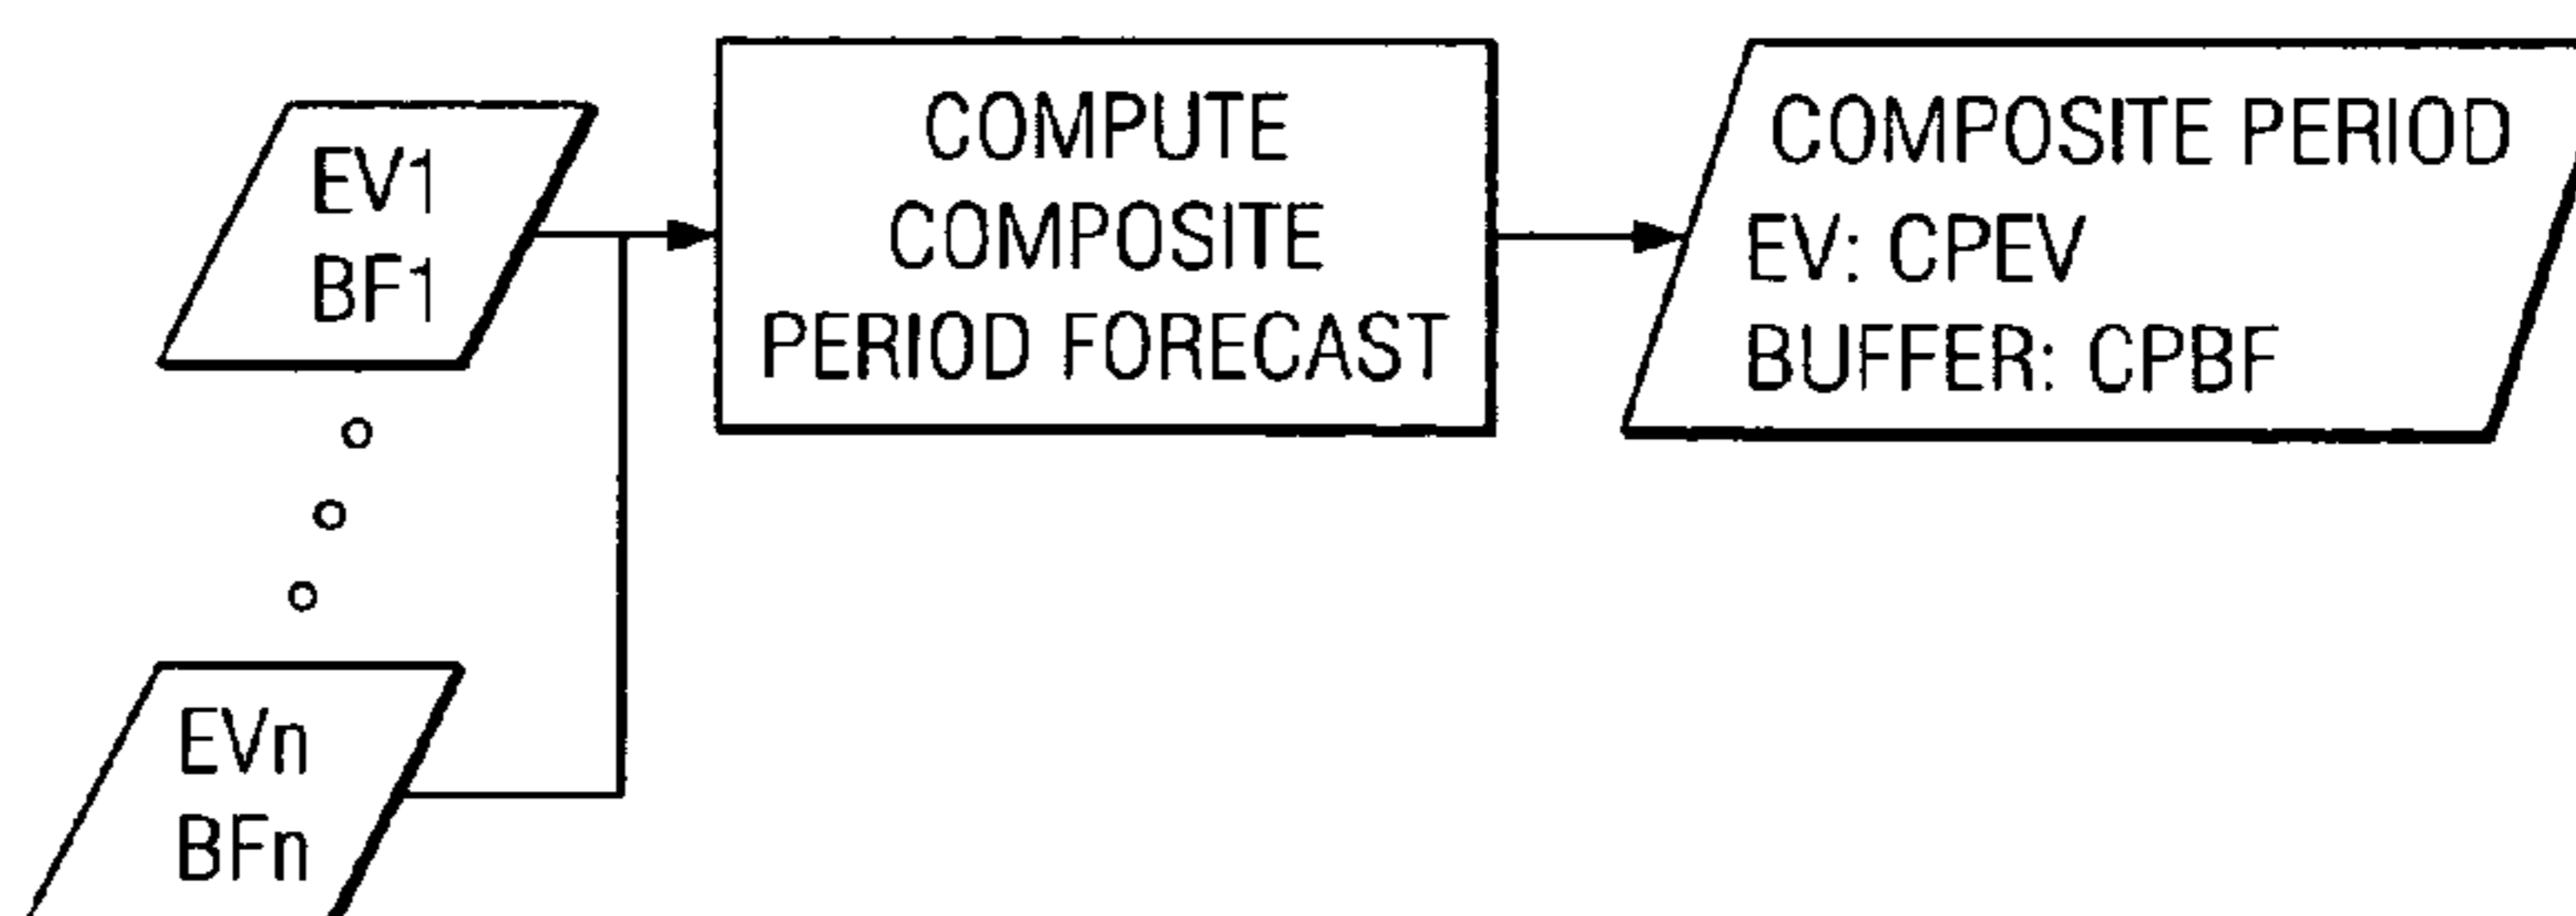 EV1
BF1
COMPUTE
COMPOSITE
PERIOD FORECAST
COMPOSITE PERIOD
EV: CPEV
BUFFER: CPBF
EVn
BFn